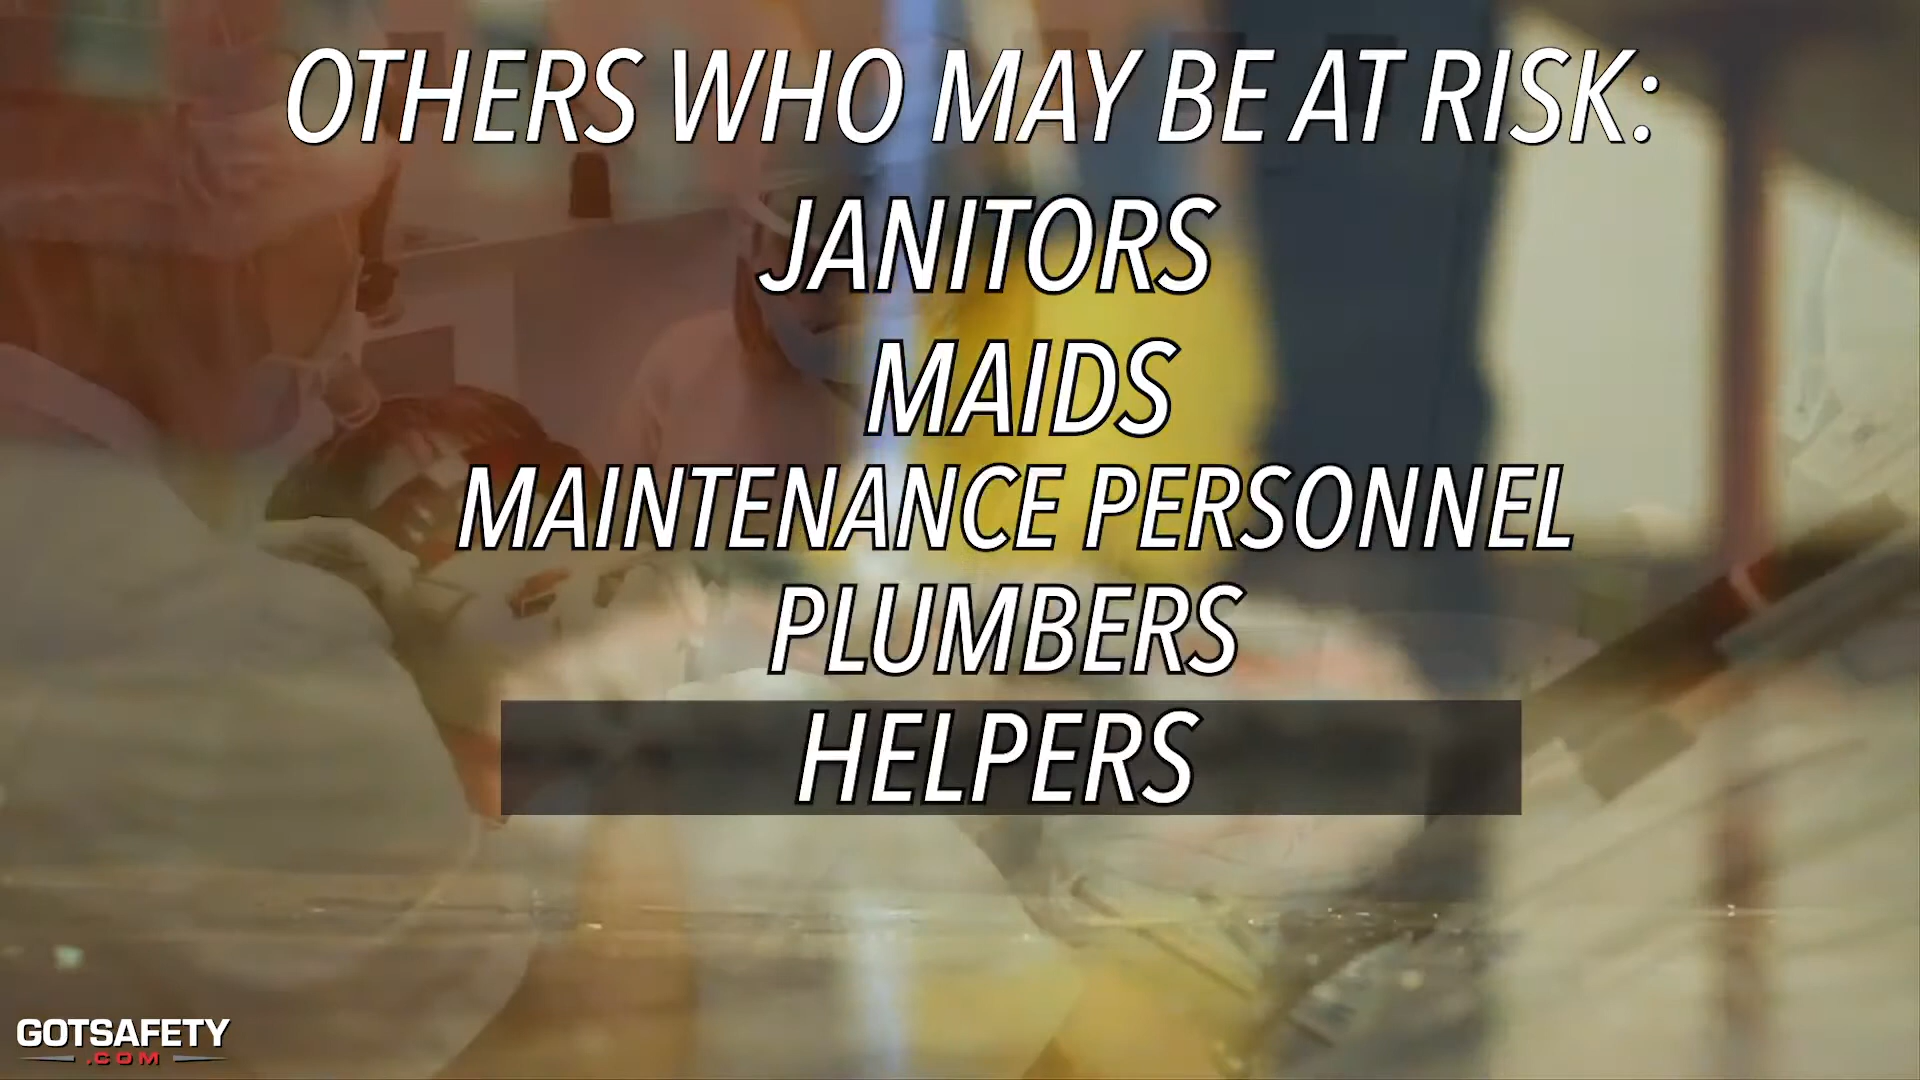 OTHERS WHO MAY BE AT RISK:
JANITORS
MAIDS
MAINTENANCE PERSONNEL
PLUMBERS
HELPERS
GOTSAFETY
.COM